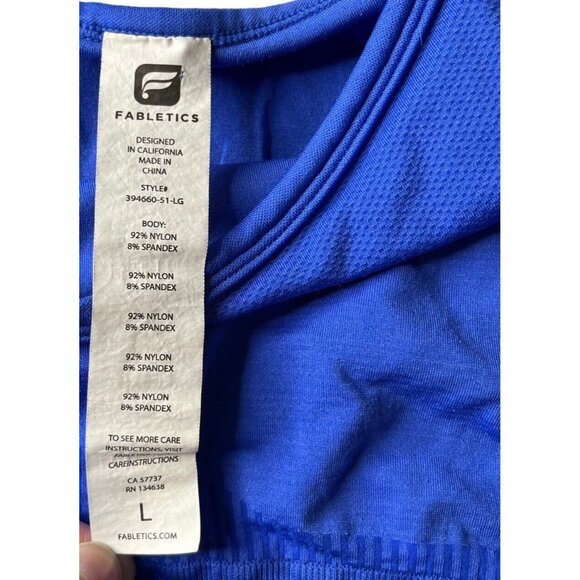 FABLETICS
DESIGNED
IN CALIFORNIA
MADE IN
CHINA
STYLE#
394660-51-LG
BODY:
92% NYLON
8% SPANDEX
92% NYLON
8% SPANDEX
92% NYLON
8% SPANDEX
92% NYLON
8% SPANDEX
92% NYLON
8% SPANDEX
TO SEE MORE CARE
INSTRUCTIONS, VISIT
CAREINSTRUCTIONS
CA 57737
RN 134638
L
FABLETICS.COM